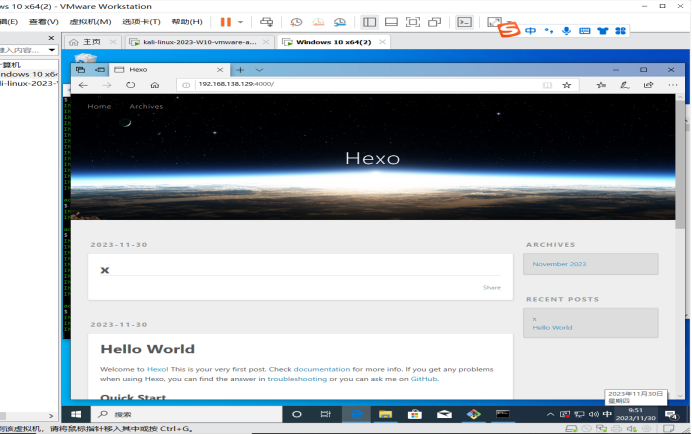 10 x64(2) - VMware Workstation
(E) 查看(V) 虚拟机(M) 选项卡(T) 帮助(H)
键入内容...
主页
kali-linux-2023-W10-vmware-a...
Windows 10 x64(2)
中
计算机
Windows 10 x64
kali-linux-2023-
Hexo
192.168.138.129:4000/
Home Archives
Hexo
2023-11-30
x
Share
2023-11-30
Hello World
Welcome to Hexo! This is your very first post. Check documentation for more info. If you get any problems
when using Hexo, you can find the answer in troubleshooting or you can ask me on GitHub.
Quick Start
ARCHIVES
November 2023
RECENT POSTS
x
Hello World
2023年11月30日
星期四
搜索
中
9:51
2023/11/30
4
到该虚拟机，请将鼠标指针移入其中或按 Ctrl+G。